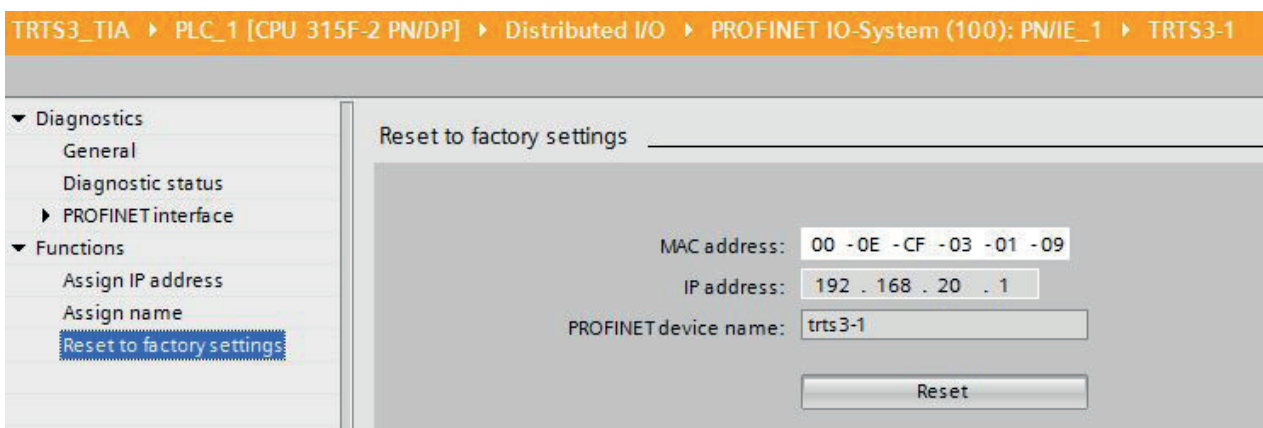 TRTS3_TIA ▸ PLC_1 [CPU 315F-2 PN/DP] ▸ Distributed I/O ▸ PROFINET IO-System (100): PN/IE_1 ▸ TRTS3-1
Diagnostics
General
Diagnostic status
PROFINET interface
Functions
Assign IP address
Assign name
Reset to factory settings
Reset to factory settings
MAC address: 00 -0E -CF -03 -01 -09
IP address: 192 . 168 . 20 . 1
PROFINET device name: trts3-1
Reset